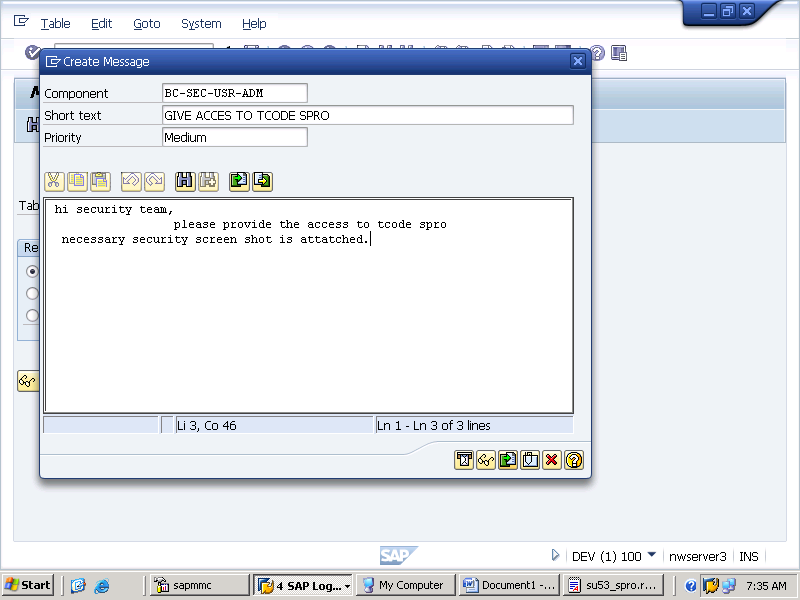 Table Edit Goto System Help
Create Message
Component BC-SEC-USR-ADM
Short text GIVE ACCES TO TCODE SPRO
Priority Medium
hi security team,
please provide the access to tcode spro
necessary security screen shot is attatched.
Tab
Re
Li 3, Co 46 Ln 1 - Ln 3 of 3 lines
SAP DEV (1) 100 nwserver3 INS
Start sapmmc 4 SAP Log... My Computer Document1 -... su53_spro.r... 7:35 AM